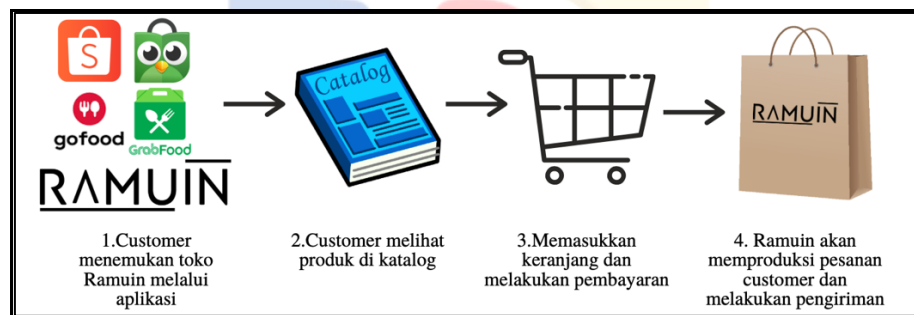 S
gofood
GrabFood
RAMUIN
Catalog
RAMUIN
1.Customer
menemukan toko
Ramuin melalui
aplikasi
2.Customer melihat
produk di katalog
3.Memasukkan
keranjang dan
melakukan pembayaran
4. Ramuin akan
memproduksi pesanan
customer dan
melakukan pengiriman